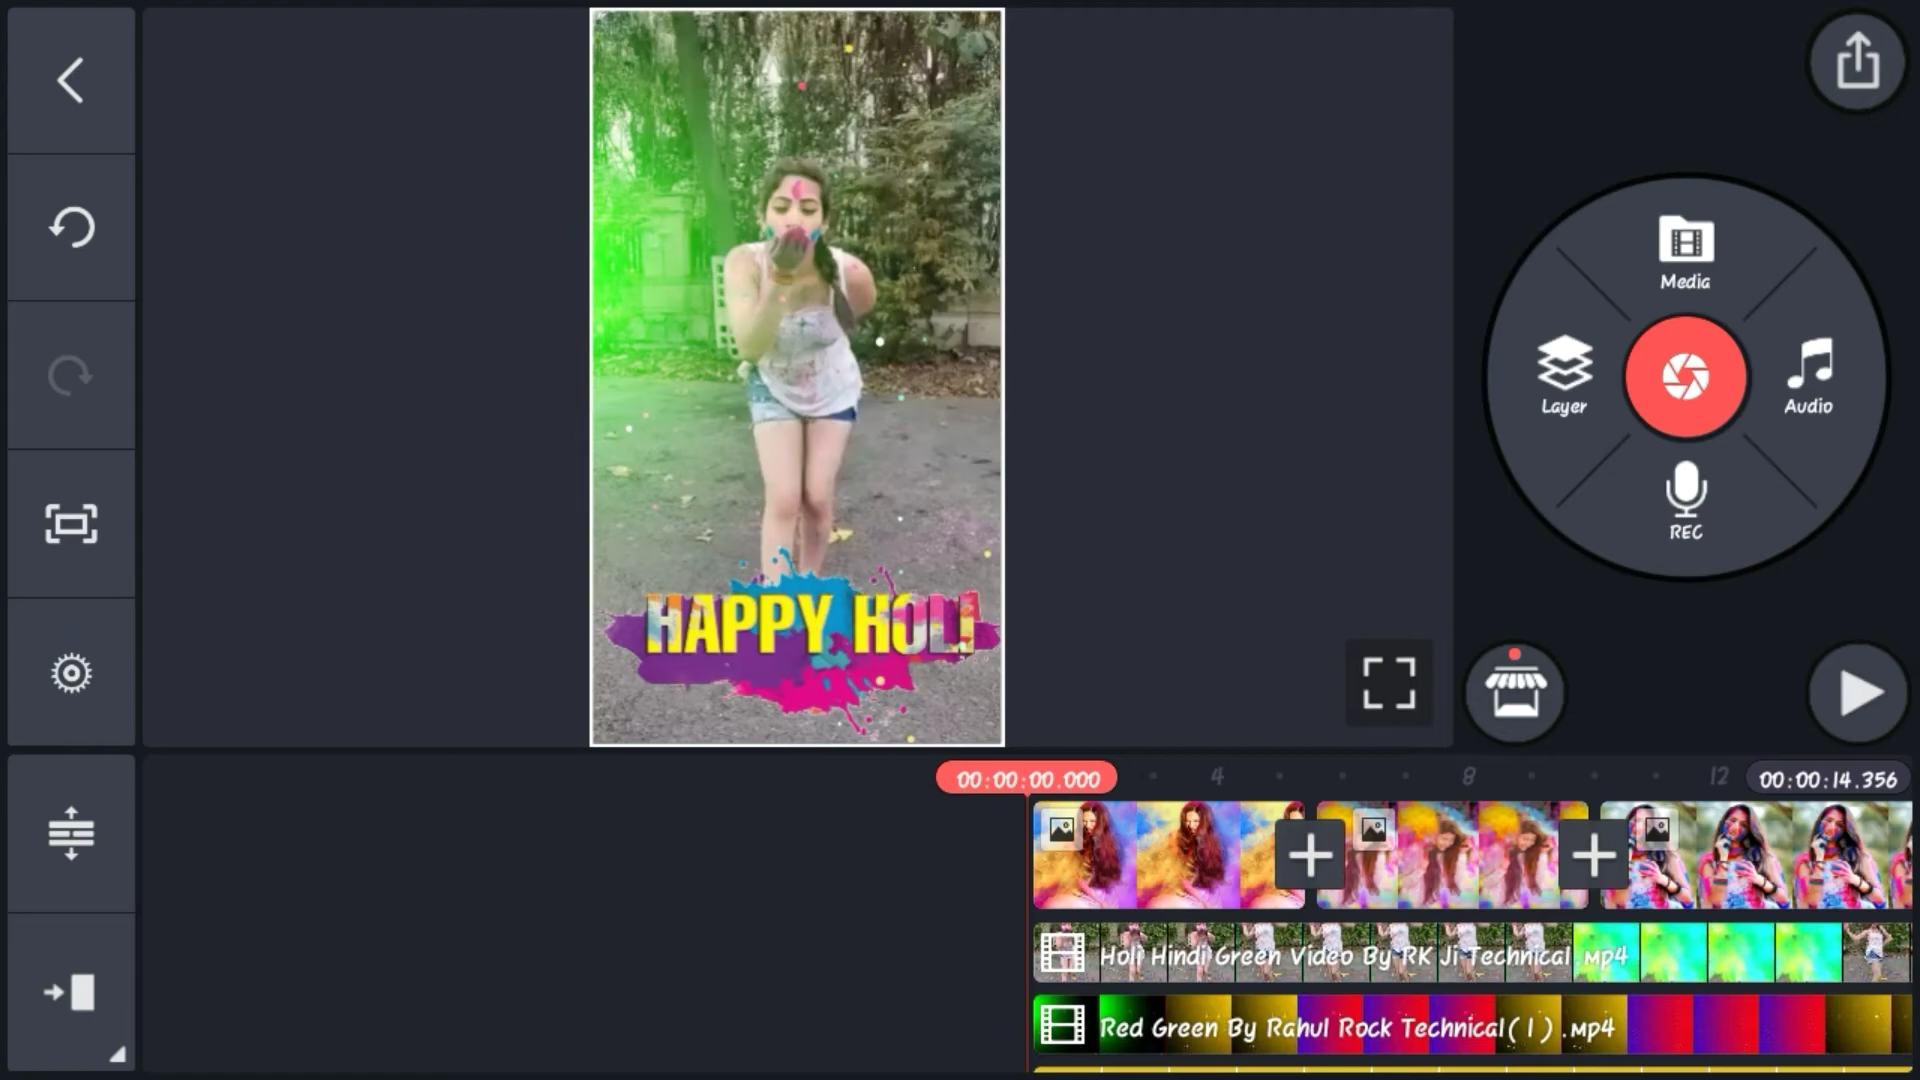 Media
Layer
Audio
REC
HAPPY HOLI
00:00:00.000
4
8
12
00:00:14.356
Holi Hindi Green Video By RK Ji Technical .mp4
Red Green By Rahul Rock Technical(1).mp4